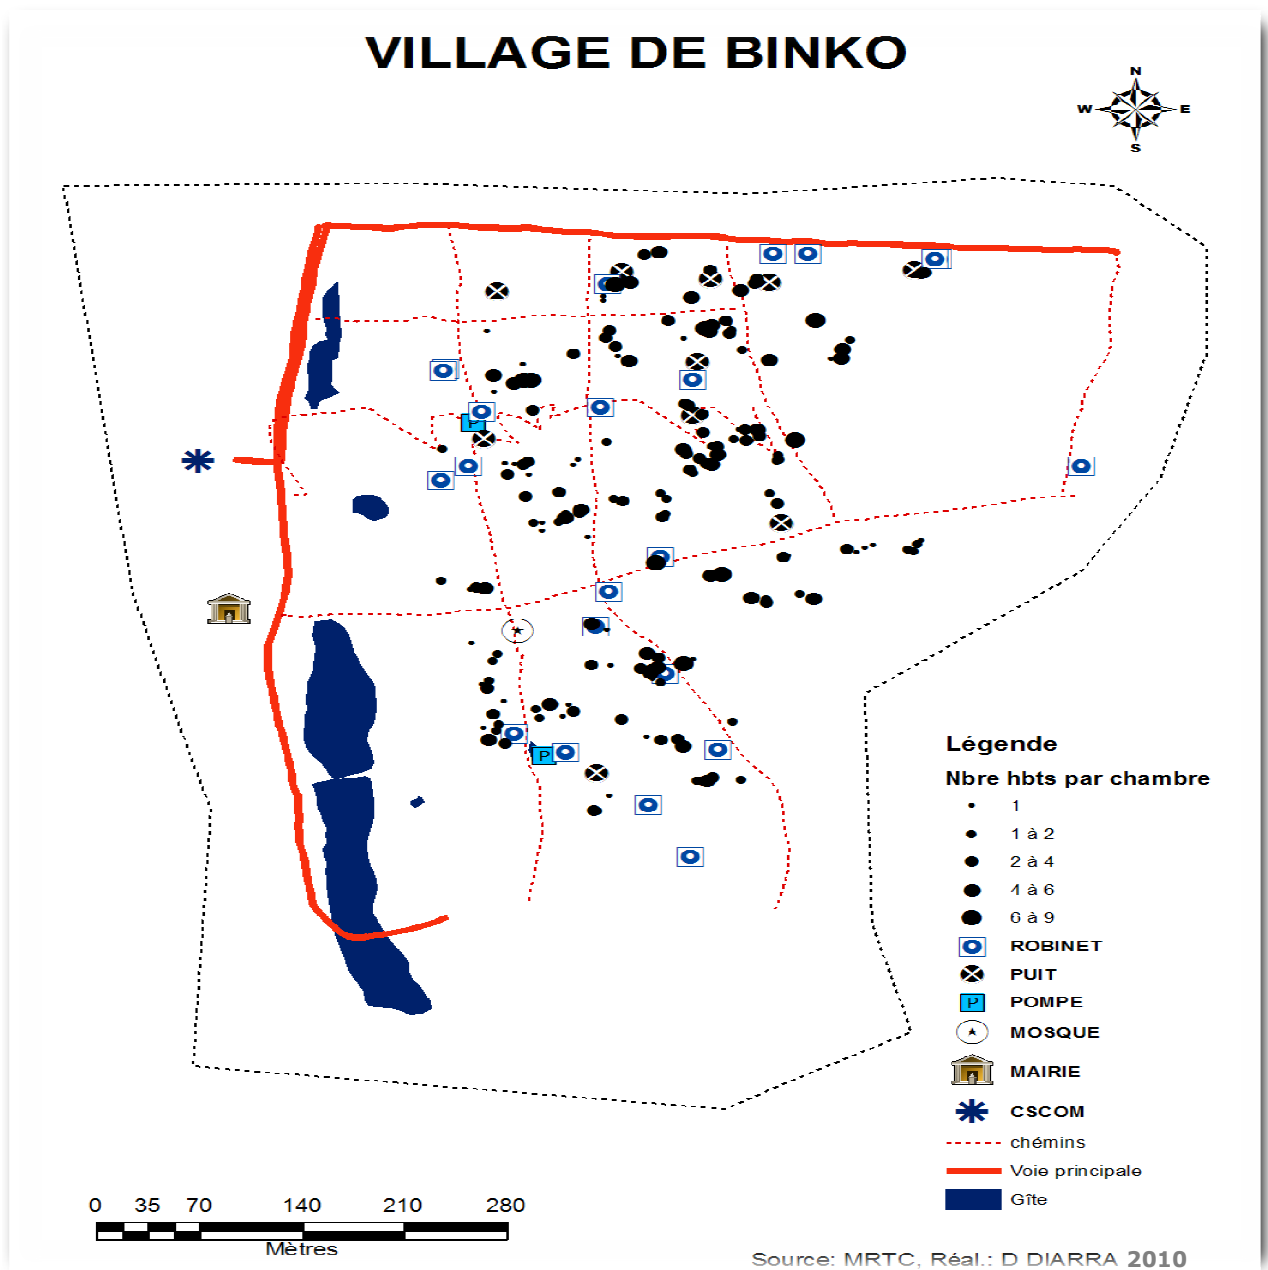 VILLAGE DE BINKO
N
W E
S
P
P
Légende
Nbre hbts par chambre
1
1 à 2
2 à 4
4 à 6
6 à 9
ROBINET
PUIT
P POMPE
MOSQUE
MAIRIE
CSCOM
chémins
Voie principale
Gîte
0 35 70 140 210 280
Mètres
Source: MRTC, Réal.: D DIARRA 2010